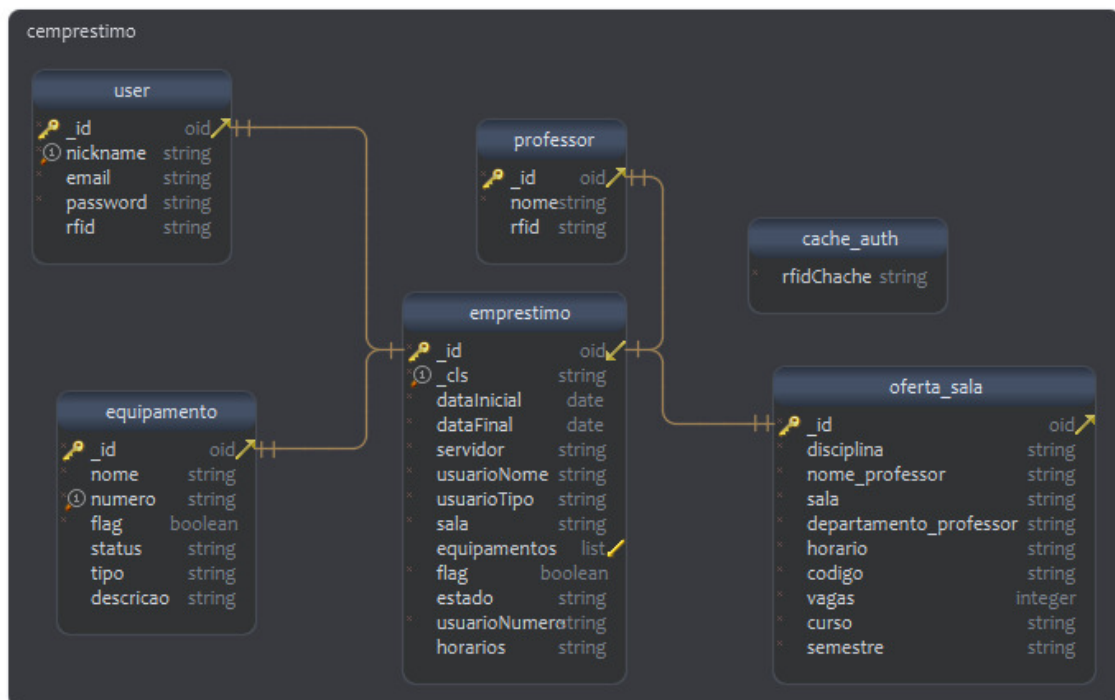 cemprestimo
user
_id oid
nickname string
email string
password string
rfid string
professor
_id oid
nome string
rfid string
cache_auth
rfidChache string
emprestimo
_id oid
_cls string
dataInicial date
dataFinal date
servidor string
usuarioNome string
usuarioTipo string
sala string
equipamentos list
flag boolean
estado string
usuarioNumero string
horarios string
equipamento
_id oid
nome string
numero string
flag boolean
status string
tipo string
descricao string
oferta_sala
_id oid
disciplina string
nome_professor string
sala string
departamento_professor string
horario string
codigo string
vagas integer
curso string
semestre string